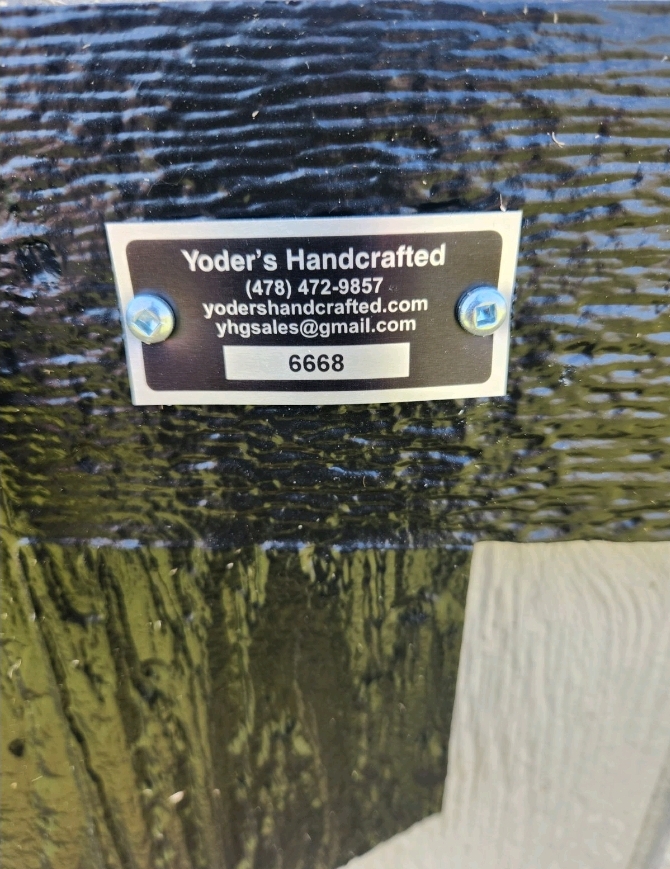 Yoder's Handcrafted
(478) 472-9857
yodershandcrafted.com
yhgsales@gmail.com
6668